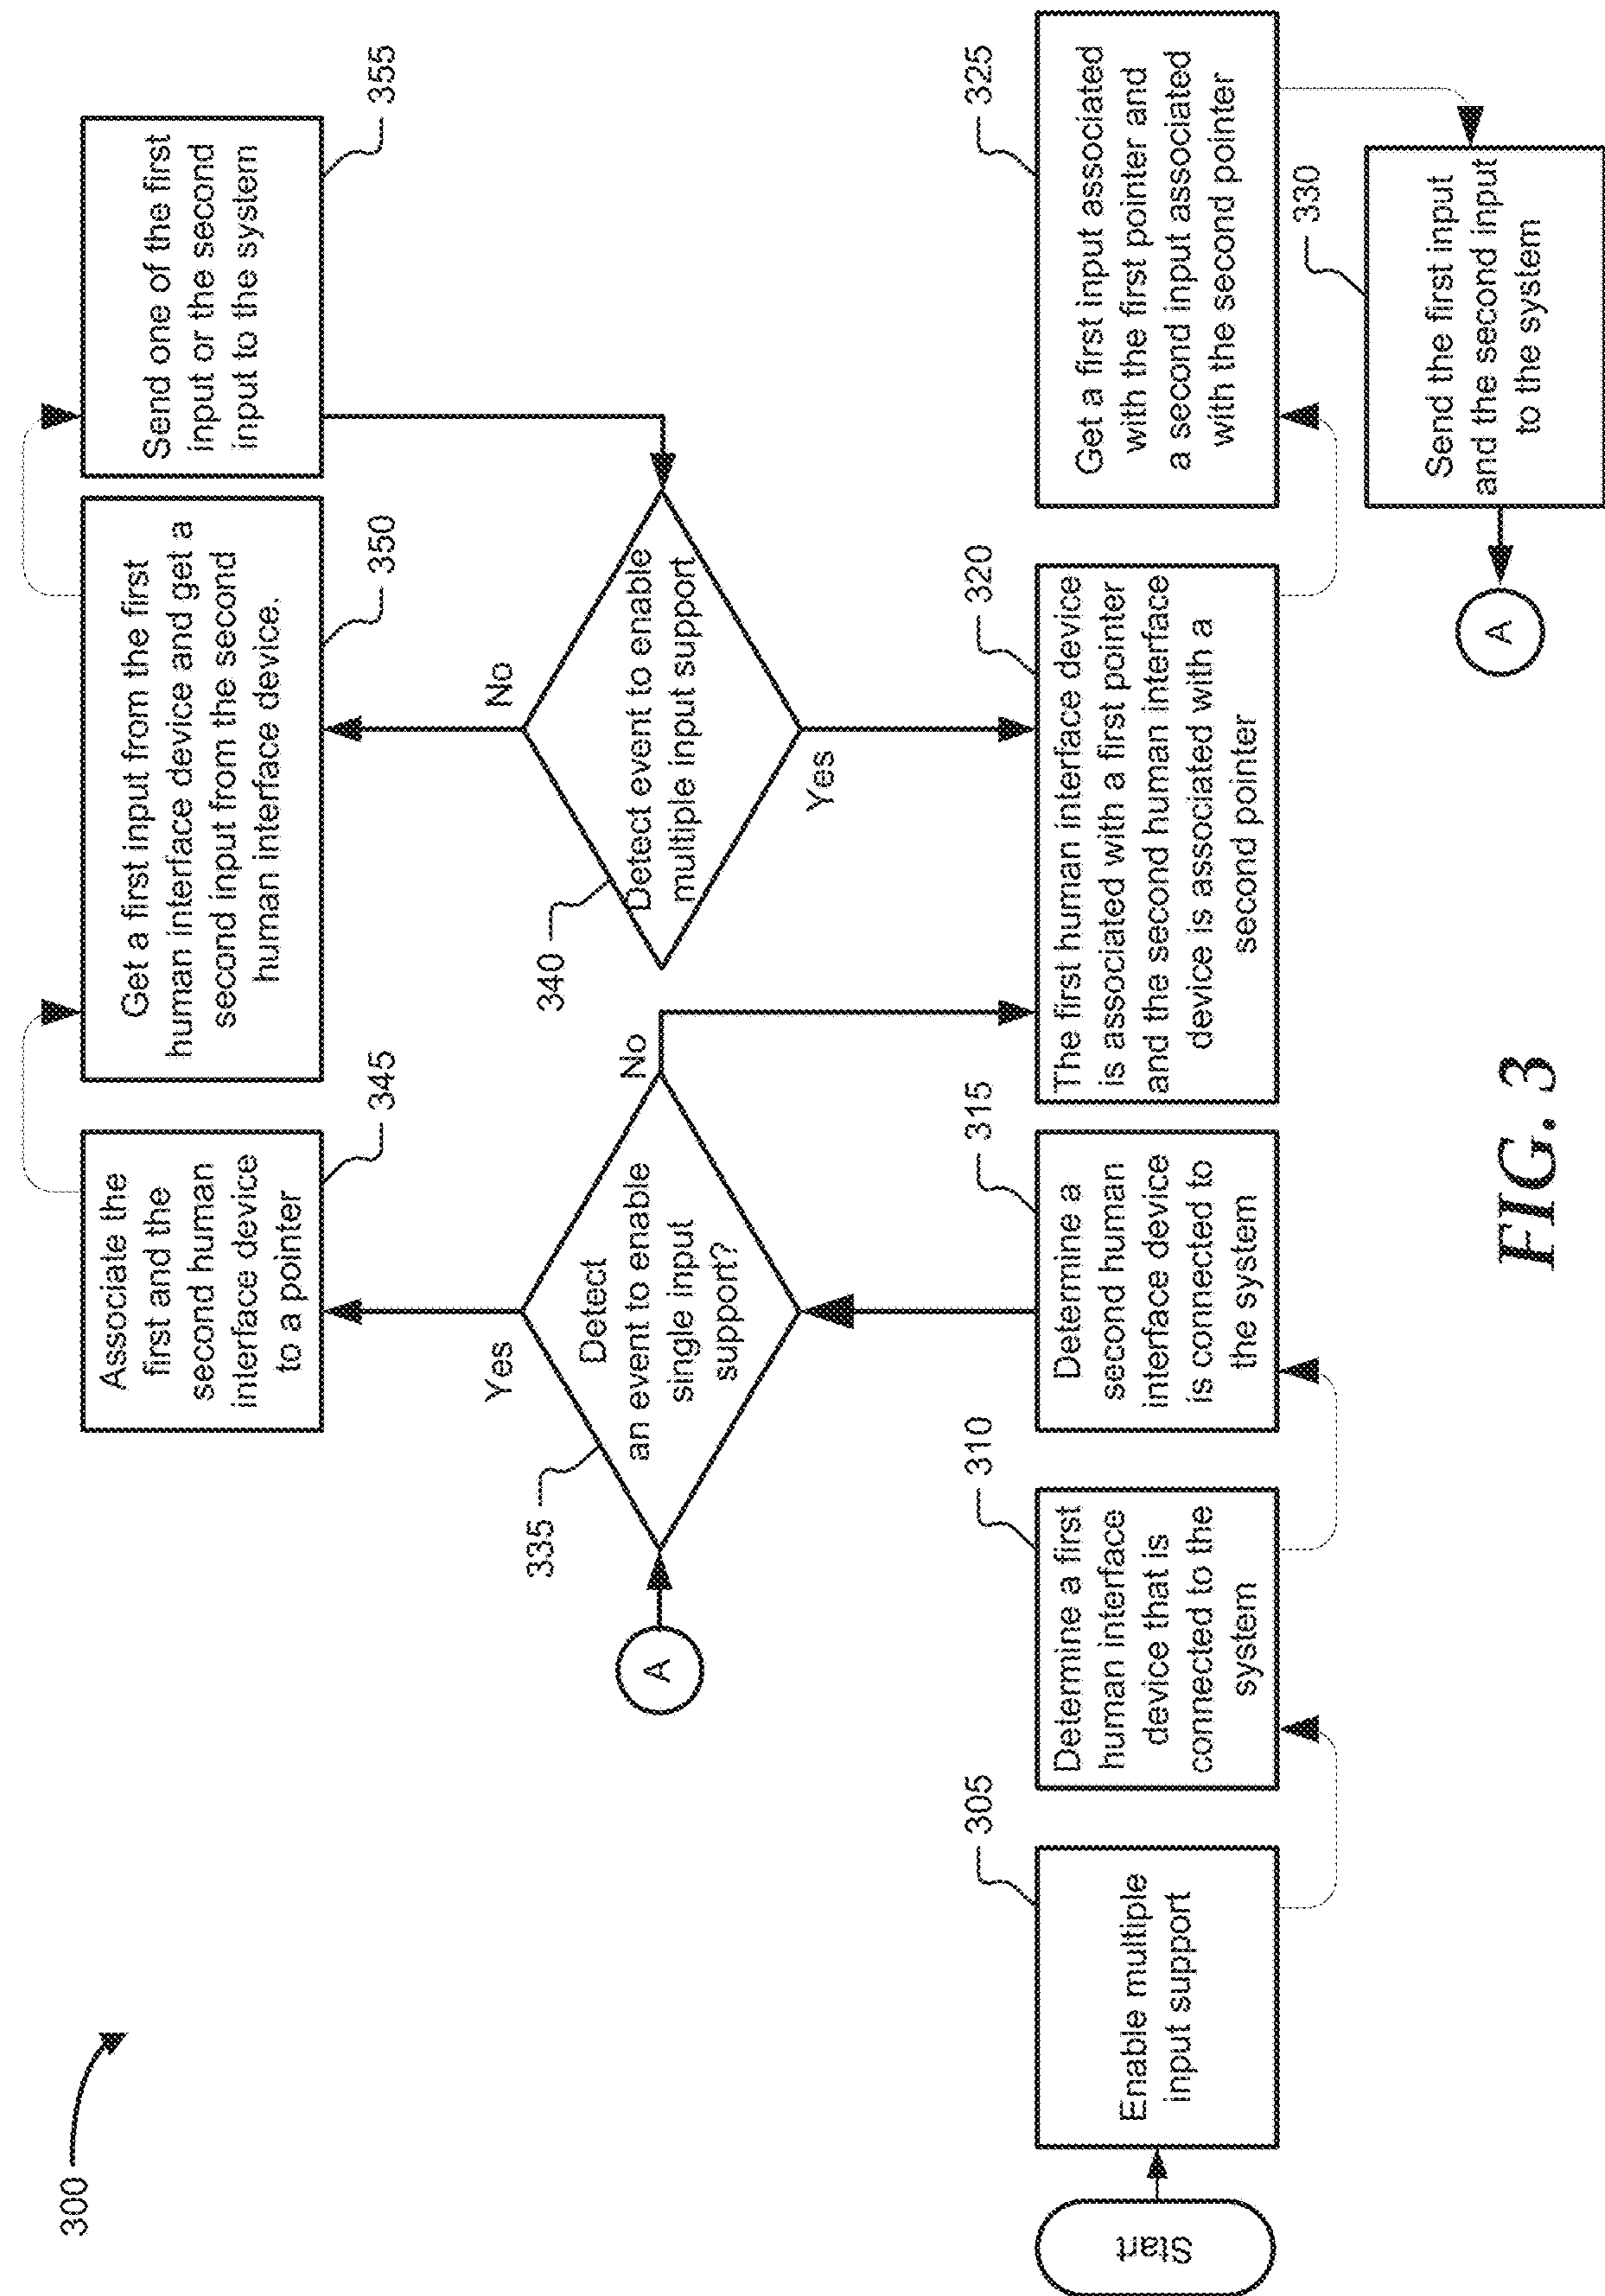 300
Start
Enable multiple
input support
305
Determine a first
human interface
device that is
connected to the
system
310
Determine a
second human
interface device
is connected to
the system
315
A
335
Detect
an event to enable
single input
support?
Yes
No
Associate the
first and the
second human
interface device
to a pointer
345
Get a first input from the first
human interface device and get a
second input from the second
human interface device.
350
Send one of the first
input or the second
input to the system
355
340
Detect event to enable
multiple input support
No
Yes
The first human interface device
is associated with a first pointer
and the second human interface
device is associated with a
second pointer
320
Get a first input associated
with the first pointer and
a second input associated
with the second pointer
325
Send the first input
and the second input
to the system
330
A
FIG. 3